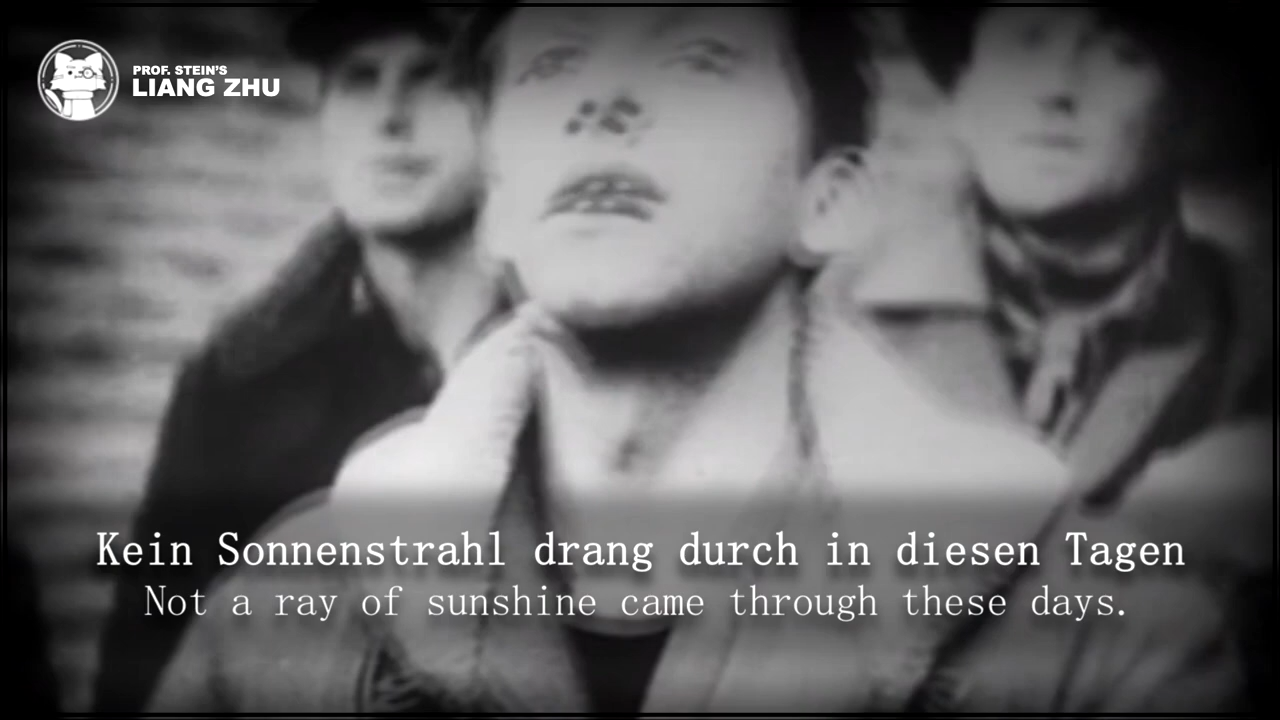 PROF. STEIN'S
LIANG ZHU
Kein Sonnenstrahl drang durch in diesen Tagen
Not a ray of sunshine came through these days.